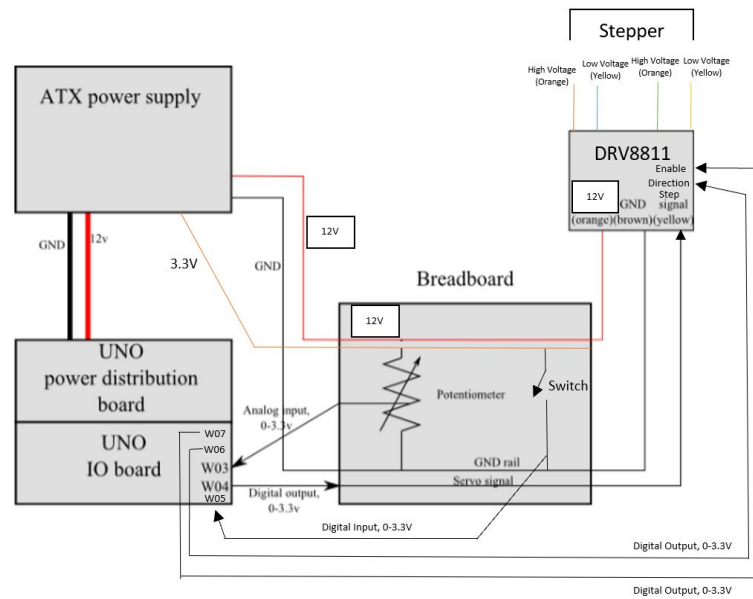 Stepper
High Voltage
(Orange)
Low Voltage
(Yellow)
High Voltage
(Orange)
Low Voltage
(Yellow)
ATX power supply
DRV8811
Enable
Direction
Step
12V
GND
signal
(orange)(brown)(yellow)
GND
12v
3.3V
GND
12V
Breadboard
12V
UNO
power distribution
board
Potentiometer
Switch
Analog input,
0-3.3v
UNO
IO board
W07
W06
W03
W04
W05
GND rail
Servo signal
Digital output,
0-3.3v
Digital Input, 0-3.3V
Digital Output, 0-3.3V
Digital Output, 0-3.3V